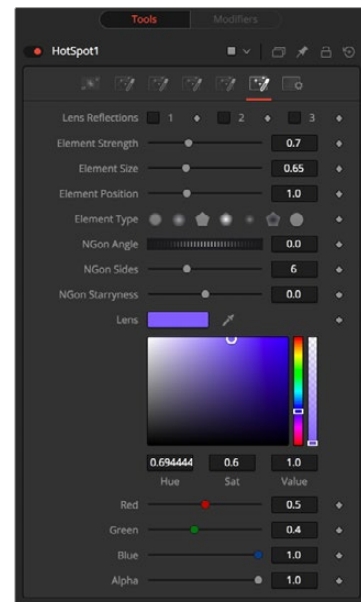 Tools Modifiers
HotSpot1
Lens Reflections 1 2 3
Element Strength 0.7
Element Size 0.65
Element Position 1.0
Element Type
NGon Angle 0.0
NGon Sides 6
NGon Starryness 0.0
Lens
0.694444 0.6 1.0
Hue Sat Value
Red 0.5
Green 0.4
Blue 1.0
Alpha 1.0